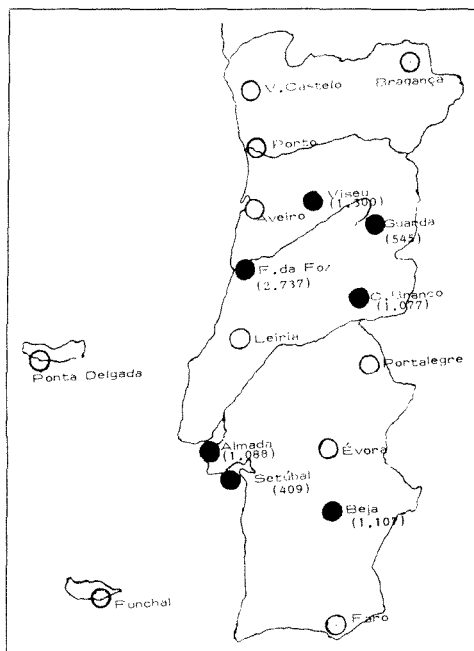 Bragança
V. Castelo
Porto
Viseu
(1.300)
Aveiro
Guarda
(545)
F. da Foz
(2.737)
C. Branco
(1.077)
Leiria
Portalegre
Ponta Delgada
Almada
(1.088)
Évora
Setúbal
(409)
Beja
(1.107)
Funchal
Faro